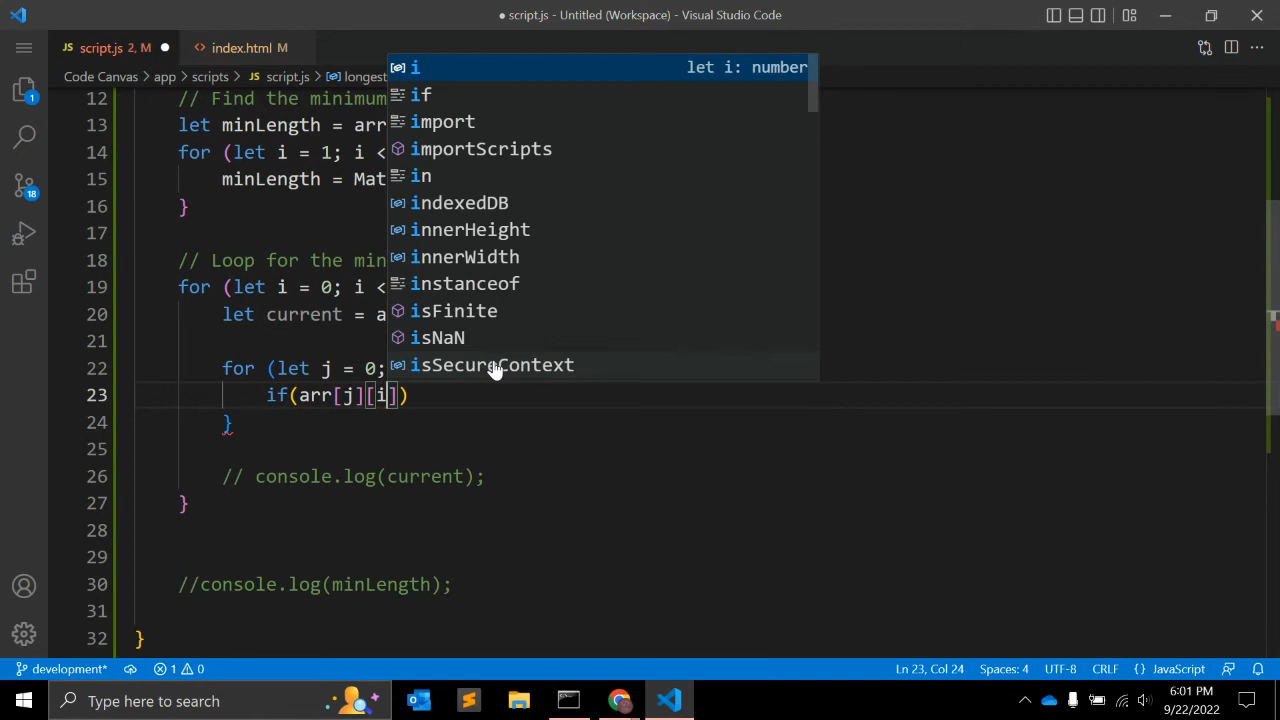 ● script.js - Untitled (Workspace) - Visual Studio Code
JS script.js 2, M ●
<> index.html M
Code Canvas > app > scripts > JS script.js > longest
12 // Find the minimum
13 let minLength = arr
14 for (let i = 1; i <
15 minLength = Mat
16 }
17
18 // Loop for the min
19 for (let i = 0; i <
20 let current = a
21
22 for (let j = 0;
23 if(arr[j][i])
24 }
25
26 // console.log(current);
27 }
28
29
30 //console.log(minLength);
31
32 }
i let i: number
if
import
importScripts
in
indexedDB
innerHeight
innerWidth
instanceof
isFinite
isNaN
isSecureContext
1
18
development* 1 0 Ln 23, Col 24 Spaces: 4 UTF-8 CRLF {} JavaScript
Type here to search
6:01 PM
9/22/2022